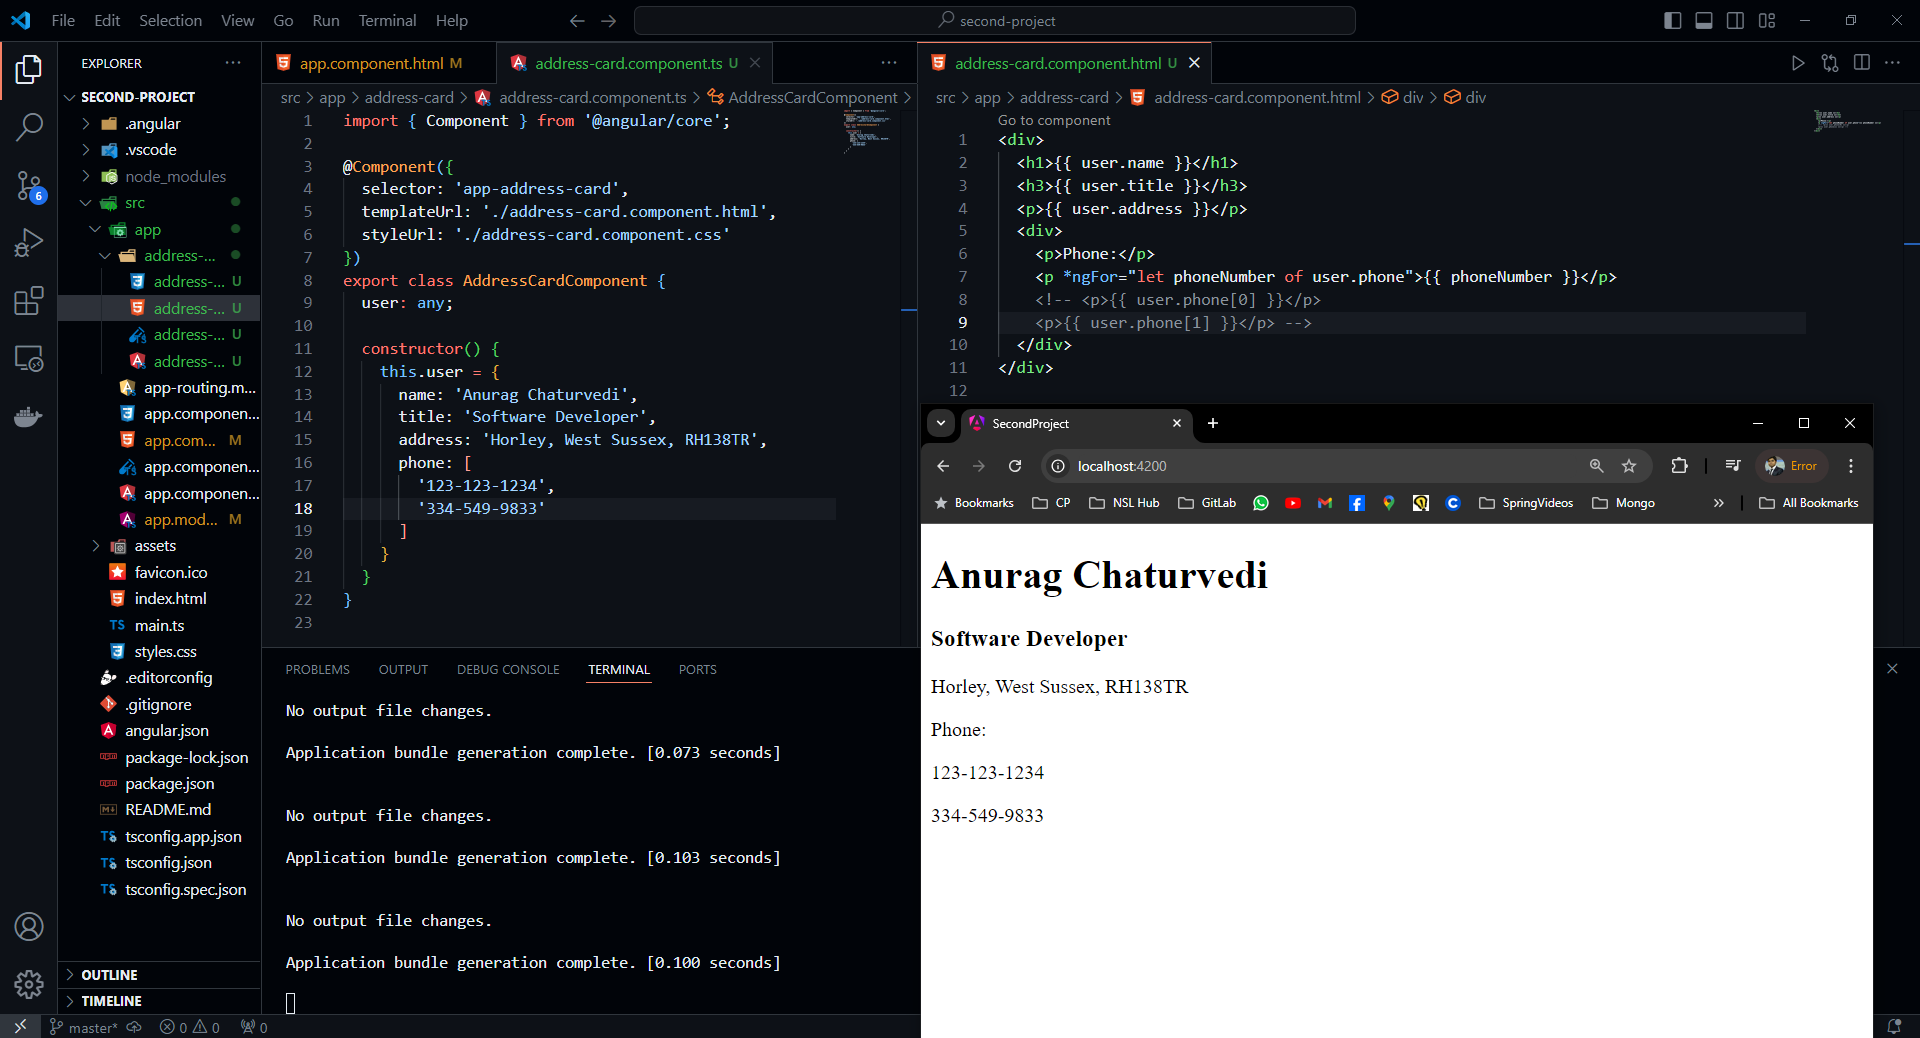 File Edit Selection View Go Run Terminal Help
second-project
EXPLORER
SECOND-PROJECT
.angular
.vscode
node_modules
src
app
address-...
address-... U
address-... U
address-... U
address-... U
app-routing.m...
app.componen...
app.com... M
app.componen...
app.componen...
app.mod... M
assets
favicon.ico
index.html
TS main.ts
styles.css
.editorconfig
.gitignore
angular.json
package-lock.json
package.json
README.md
TS tsconfig.app.json
TS tsconfig.json
TS tsconfig.spec.json
OUTLINE
TIMELINE
6
app.component.html M
address-card.component.ts U
src > app > address-card > address-card.component.ts > AddressCardComponent >
1 import { Component } from '@angular/core';
2
3 @Component({
4 selector: 'app-address-card',
5 templateUrl: './address-card.component.html',
6 styleUrl: './address-card.component.css'
7 })
8 export class AddressCardComponent {
9 user: any;
10
11 constructor() {
12 this.user = {
13 name: 'Anurag Chaturvedi',
14 title: 'Software Developer',
15 address: 'Horley, West Sussex, RH138TR',
16 phone: [
17 '123-123-1234',
18 '334-549-9833'
19 ]
20 }
21 }
22 }
23
address-card.component.html U
src > app > address-card > address-card.component.html > div > div
Go to component
1 <div>
2 <h1>{{ user.name }}</h1>
3 <h3>{{ user.title }}</h3>
4 <p>{{ user.address }}</p>
5 <div>
6 <p>Phone:</p>
7 <p *ngFor="let phoneNumber of user.phone">{{ phoneNumber }}</p>
8 <!-- <p>{{ user.phone[0] }}</p>
9 <p>{{ user.phone[1] }}</p> -->
10 </div>
11 </div>
12
PROBLEMS OUTPUT DEBUG CONSOLE TERMINAL PORTS
No output file changes.
Application bundle generation complete. [0.073 seconds]
No output file changes.
Application bundle generation complete. [0.103 seconds]
No output file changes.
Application bundle generation complete. [0.100 seconds]
SecondProject
localhost:4200
Error
Bookmarks CP NSL Hub GitLab SpringVideos Mongo » All Bookmarks
Anurag Chaturvedi
Software Developer
Horley, West Sussex, RH138TR
Phone:
123-123-1234
334-549-9833
master* 0 0 0